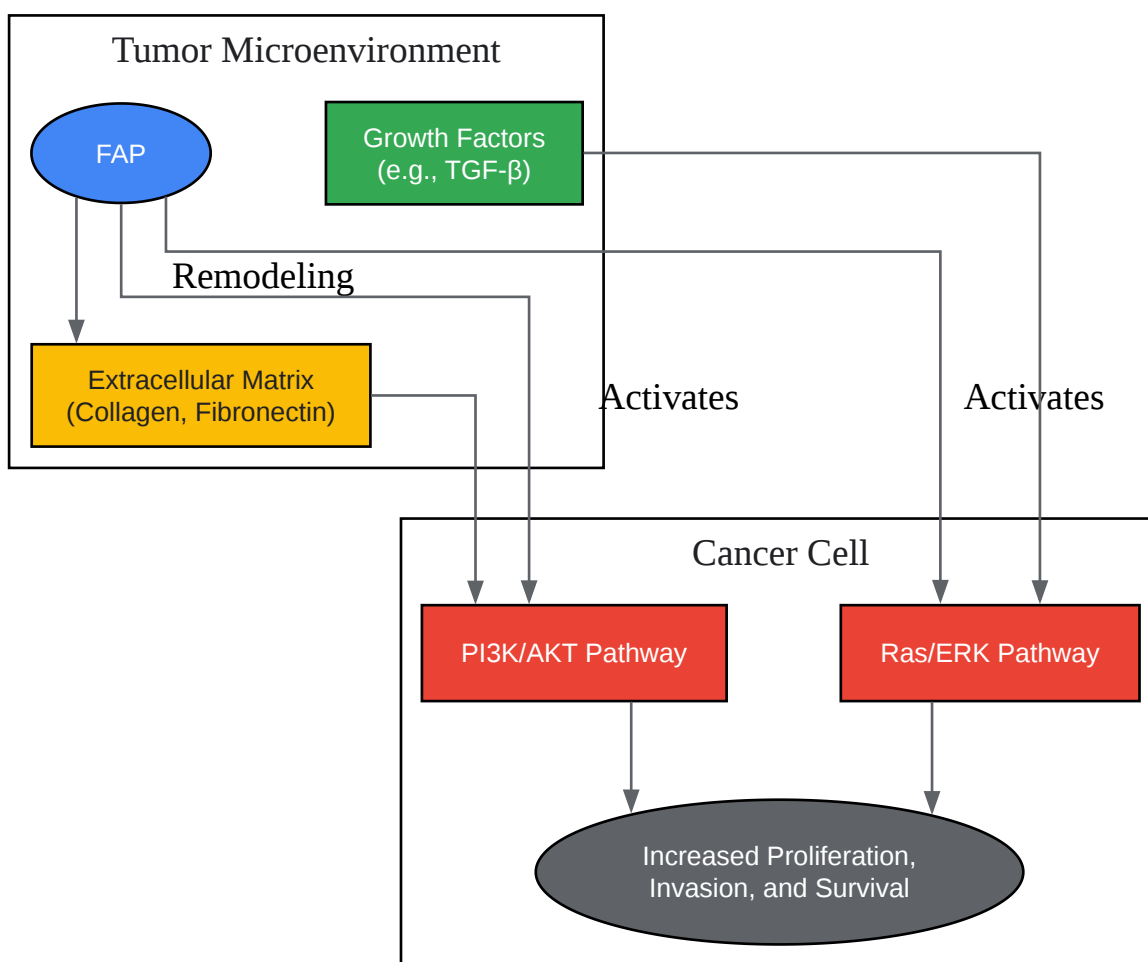 Tumor Microenvironment
FAP
Growth Factors
(e.g., TGF-β)
Remodeling
Extracellular Matrix
(Collagen, Fibronectin)
Activates
Activates
Cancer Cell
PI3K/AKT Pathway
Ras/ERK Pathway
Increased Proliferation,
Invasion, and Survival